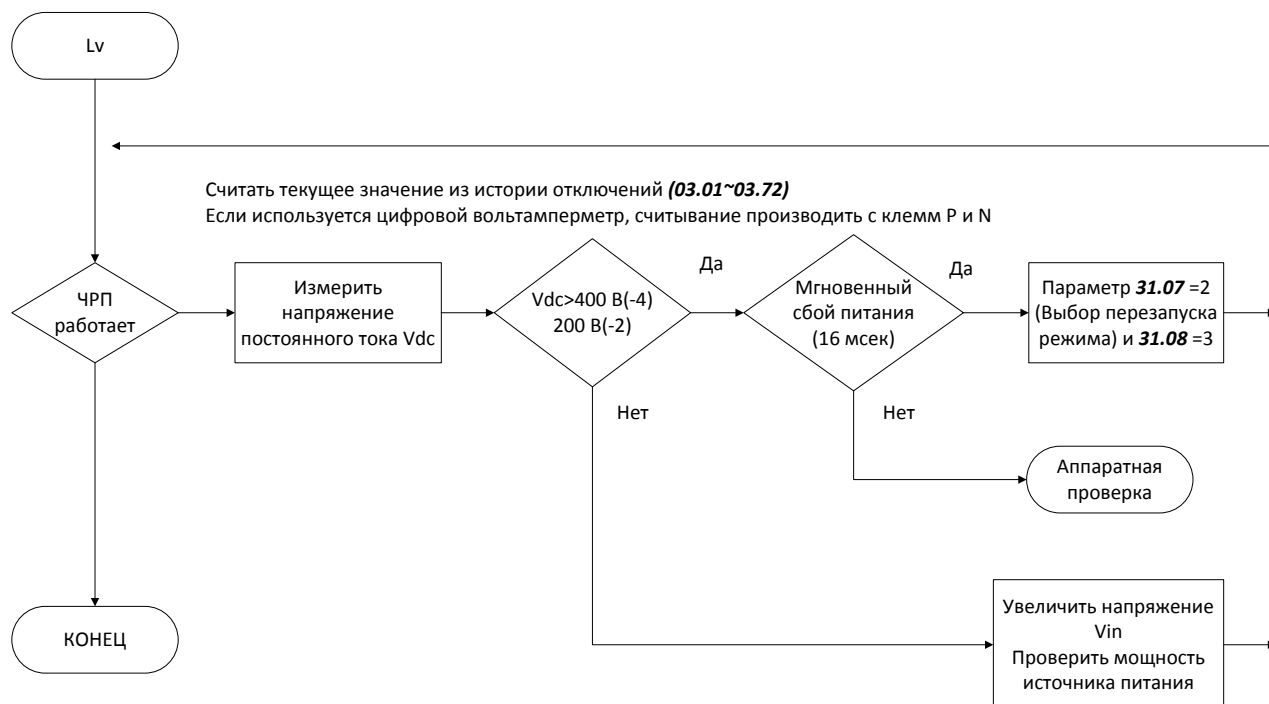 Lv
Считать текущее значение из истории отключений (03.01~03.72)
Если используется цифровой вольтамперметр, считывание производить с клемм P и N
ЧРП
работает
Измерить
напряжение
постоянного тока Vdc
Vdc>400 В(-4)
200 В(-2)
Да
Мгновенный
сбой питания
(16 мсек)
Да
Параметр 31.07 =2
(Выбор перезапуска
режима) и 31.08 =3
Нет
Нет
Аппаратная
проверка
КОНЕЦ
Увеличить напряжение
Vin
Проверить мощность
источника питания